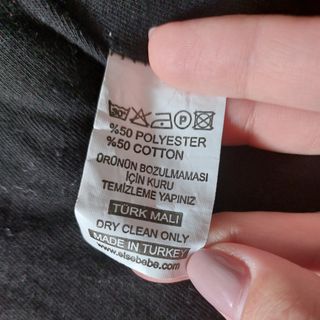 %50 POLYESTER
%50 COTTON
ÜRÜNÜN BOZULMAMASI
İÇİN KURU
TEMİZLEME YAPINIZ
TÜRK MALI
DRY CLEAN ONLY
MADE IN TURKEY
www.elsebebe.com